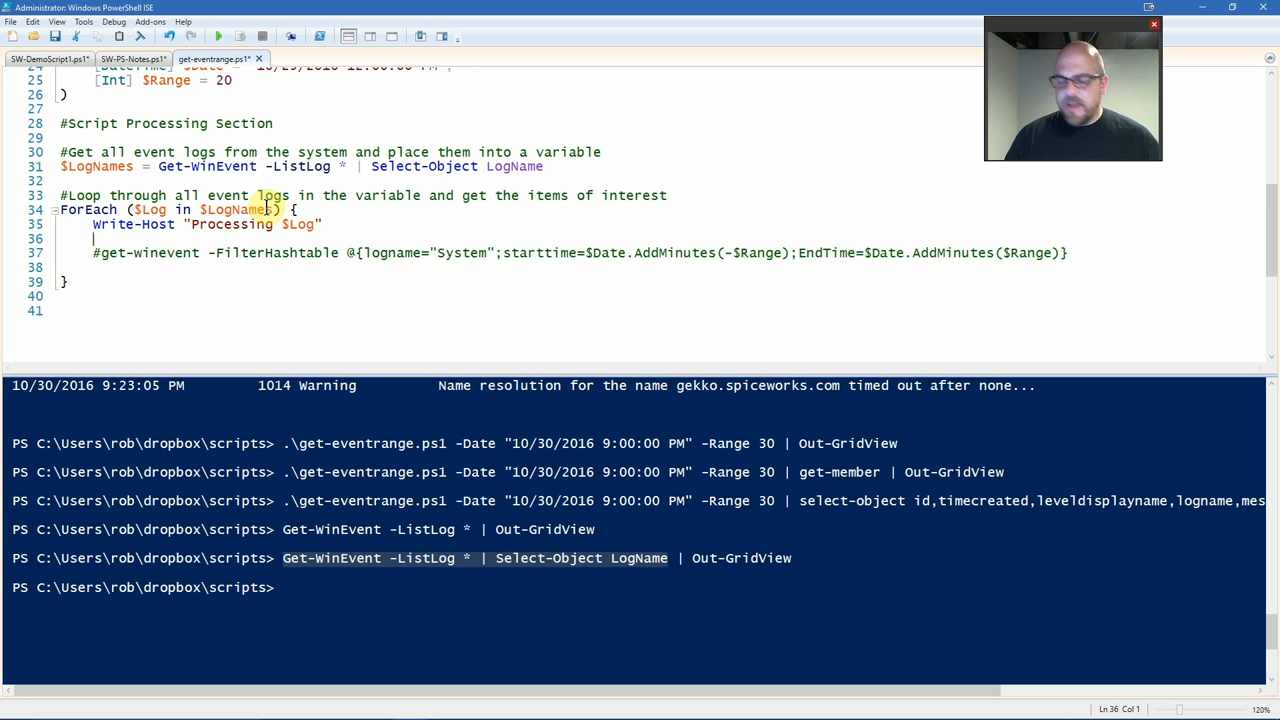 Administrator: Windows PowerShell ISE
File Edit View Tools Debug Add-ons Help
SW-DemoScript1.ps1* SW-PS-Notes.ps1* get-eventrange.ps1*
24 [DateTime] $Date = "10/29/2016 12:00:00 PM",
25 [Int] $Range = 20
26 )
27
28 #Script Processing Section
29
30 #Get all event logs from the system and place them into a variable
31 $LogNames = Get-WinEvent -ListLog * | Select-Object LogName
32
33 #Loop through all event logs in the variable and get the items of interest
34 ForEach ($Log in $LogNames) {
35 Write-Host "Processing $Log"
36
37 #get-winevent -FilterHashtable @{logname="System";starttime=$Date.AddMinutes(-$Range);EndTime=$Date.AddMinutes($Range)}
38
39 }
40
41
10/30/2016 9:23:05 PM 1014 Warning Name resolution for the name gekko.spiceworks.com timed out after none...
PS C:\Users\rob\dropbox\scripts> .\get-eventrange.ps1 -Date "10/30/2016 9:00:00 PM" -Range 30 | Out-GridView
PS C:\Users\rob\dropbox\scripts> .\get-eventrange.ps1 -Date "10/30/2016 9:00:00 PM" -Range 30 | get-member | Out-GridView
PS C:\Users\rob\dropbox\scripts> .\get-eventrange.ps1 -Date "10/30/2016 9:00:00 PM" -Range 30 | select-object id,timecreated,leveldisplayname,logname,mes
PS C:\Users\rob\dropbox\scripts> Get-WinEvent -ListLog * | Out-GridView
PS C:\Users\rob\dropbox\scripts> Get-WinEvent -ListLog * | Select-Object LogName | Out-GridView
PS C:\Users\rob\dropbox\scripts>
Ln 36 Col 1 120%